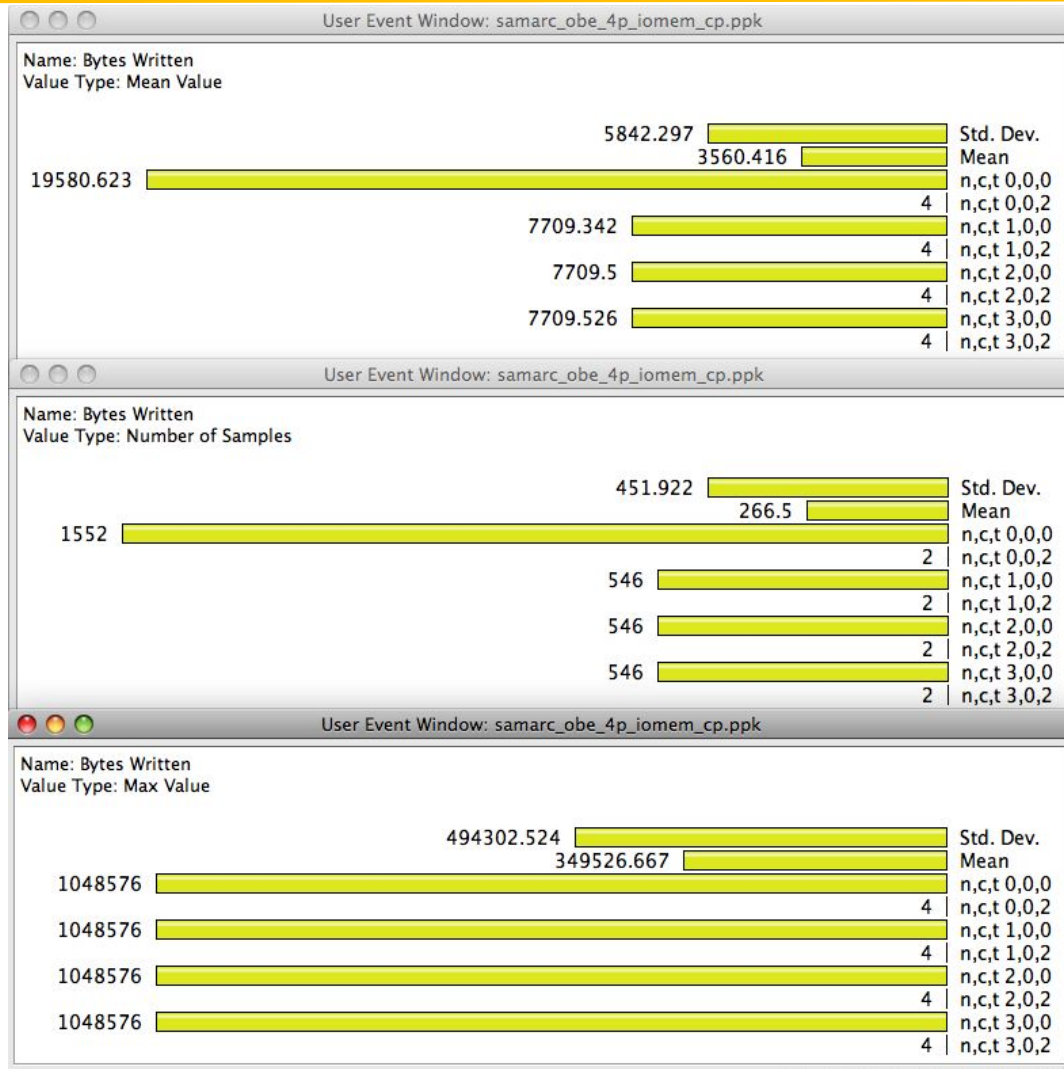 User Event Window: samarc_obe_4p_iomem_cp.ppk
Name: Bytes Written
Value Type: Mean Value
5842.297 Std. Dev.
3560.416 Mean
19580.623 n,c,t 0,0,0
4 n,c,t 0,0,2
7709.342 n,c,t 1,0,0
4 n,c,t 1,0,2
7709.5 n,c,t 2,0,0
4 n,c,t 2,0,2
7709.526 n,c,t 3,0,0
4 n,c,t 3,0,2
User Event Window: samarc_obe_4p_iomem_cp.ppk
Name: Bytes Written
Value Type: Number of Samples
451.922 Std. Dev.
266.5 Mean
1552 n,c,t 0,0,0
2 n,c,t 0,0,2
546 n,c,t 1,0,0
2 n,c,t 1,0,2
546 n,c,t 2,0,0
2 n,c,t 2,0,2
546 n,c,t 3,0,0
2 n,c,t 3,0,2
User Event Window: samarc_obe_4p_iomem_cp.ppk
Name: Bytes Written
Value Type: Max Value
494302.524 Std. Dev.
349526.667 Mean
1048576 n,c,t 0,0,0
4 n,c,t 0,0,2
1048576 n,c,t 1,0,0
4 n,c,t 1,0,2
1048576 n,c,t 2,0,0
4 n,c,t 2,0,2
1048576 n,c,t 3,0,0
4 n,c,t 3,0,2